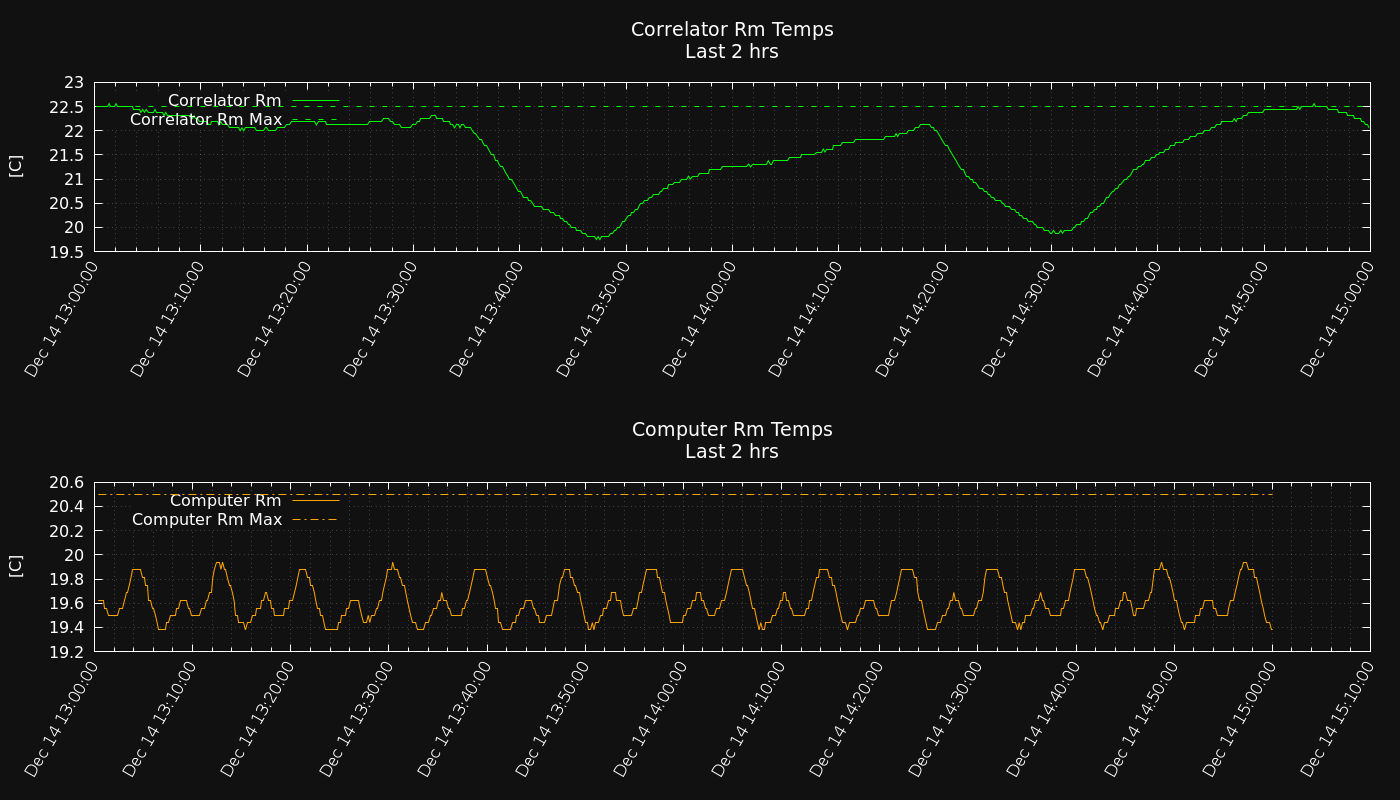 Correlator Rm Temps
Last 2 hrs
23
22.5
22
21.5
21
20.5
20
19.5
[C]
Correlator Rm
Correlator Rm Max
Dec 14 13:00:00
Dec 14 13:10:00
Dec 14 13:20:00
Dec 14 13:30:00
Dec 14 13:40:00
Dec 14 13:50:00
Dec 14 14:00:00
Dec 14 14:10:00
Dec 14 14:20:00
Dec 14 14:30:00
Dec 14 14:40:00
Dec 14 14:50:00
Dec 14 15:00:00
Computer Rm Temps
Last 2 hrs
20.6
20.4
20.2
20
19.8
19.6
19.4
19.2
[C]
Computer Rm
Computer Rm Max
Dec 14 13:00:00
Dec 14 13:10:00
Dec 14 13:20:00
Dec 14 13:30:00
Dec 14 13:40:00
Dec 14 13:50:00
Dec 14 14:00:00
Dec 14 14:10:00
Dec 14 14:20:00
Dec 14 14:30:00
Dec 14 14:40:00
Dec 14 14:50:00
Dec 14 15:00:00
Dec 14 15:10:00